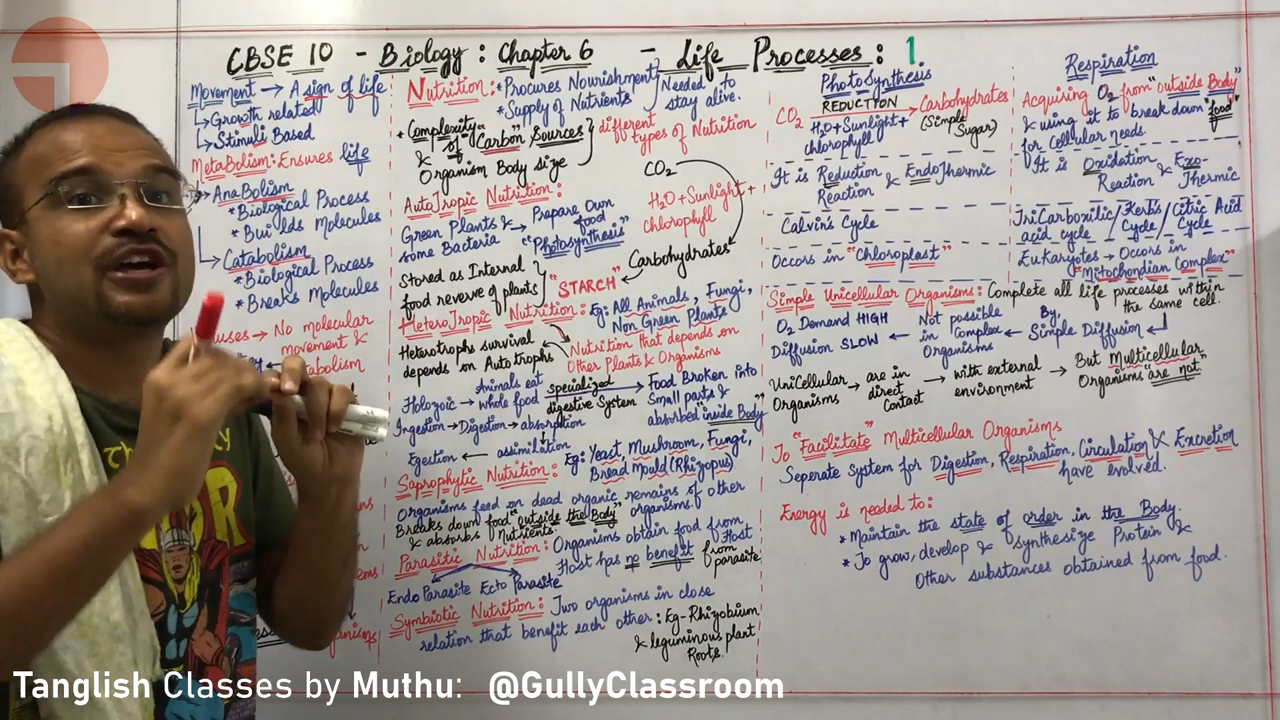 CBSE 10 - Biology : Chapter 6 - Life Processes : 1
Movement → A sign of life
Growth related
Stimuli Based
MetaBolism: Ensures life
AnaBolism
*Biological Process
*Builds Molecules
Catabolism
*Biological Process
*Breaks Molecules
→ No molecular
movement &
Nutrition: *Procures Nourishment
*Supply of Nutrients
Needed to
stay alive.
*Complexity of "Carbon" Sources
&
Organism Body size
different
types of Nutrition
AutoTropic Nutrition:
Green Plants &
some Bacteria
→ Prepare Own
food
"Photosynthesis"
CO2
H2O + Sunlight +
chlorophyll
Carbohydrates
Stored as Internal
food reverve of plants
"STARCH"
HeteroTropic Nutrition: Eg: All Animals, Fungi,
Non Green Plants
Heterotrophs survival
depends on Autotrophs
Nutrition that depends on
Other Plants & Organisms
Holozoic → Animals eat
whole food
specialized
digestive System
Food Broken into
Small parts &
absorbed "inside Body"
Ingestion → Digestion → absorption
Egestion ← assimilation
Saprophytic Nutrition: Eg: Yeast, Mushroom, Fungi,
Bread Mould (Rhizopus)
Organisms feed on dead organic remains of other
organisms.
Breaks down food "outside the Body"
& absorbs Nutrients
Parasitic Nutrition: Organisms obtain food from
Host
Host has no benefit from
parasite
Endo Parasite Ecto Parasite
Symbiotic Nutrition: Two organisms in close
relation that benefit each other: Eg-Rhizobium
& leguminous plant
Roots.
PhotoSynthesis
CO2 REDUCTION → Carbohydrates
(Simple
Sugar)
H2O + Sunlight +
chlorophyll
It is Reduction & EndoThermic
Reaction
Calvin's Cycle
Occurs in "Chloroplast"
Respiration
Acquiring O2 from "outside Body"
& using it to break down "food"
for Cellular needs.
It is Oxidation & Exo-
Reaction Thermic
TriCarboxilic/Kerb's/Citric Acid
acid cycle / Cycle / Cycle
Eukaryotes → Occurs in
"Mitochondian Complex"
Simple Unicellular Organisms: Complete all life processes within
the same cell.
O2 Demand HIGH
Diffusion SLOW
← Not possible
in Complex
Organisms
← By,
Simple Diffusion
UniCellular
Organisms
→ are in
direct
Contact
→ with external
environment
→ But Multicellular
Organisms "are not"
To "Facilitate" Multicellular Organisms
Seperate System for Digestion, Respiration, Circulation & Excretion
have evolved.
Energy is needed to:
*Maintain the state of order in the Body.
*To grow, develop & synthesize Protein &
Other substances obtained from food.
Tanglish Classes by Muthu: @GullyClassroom